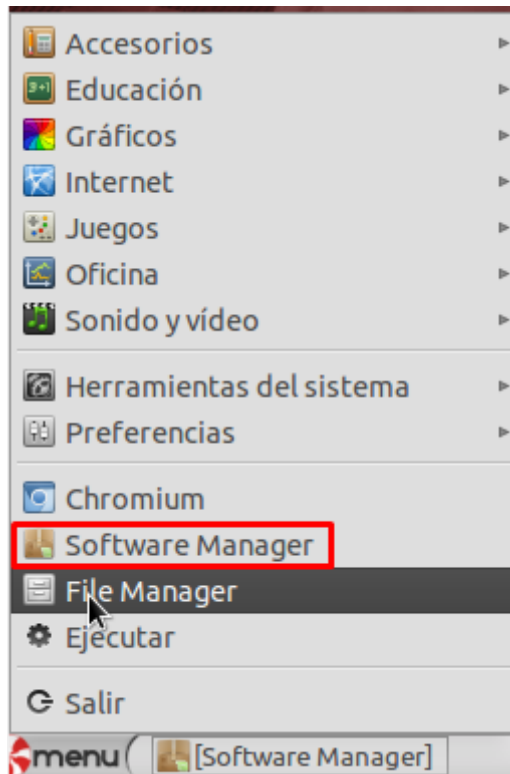 Accesorios
Educación
Gráficos
Internet
Juegos
Oficina
Sonido y vídeo
Herramientas del sistema
Preferencias
Chromium
Software Manager
File Manager
Ejecutar
Salir
menu [Software Manager]